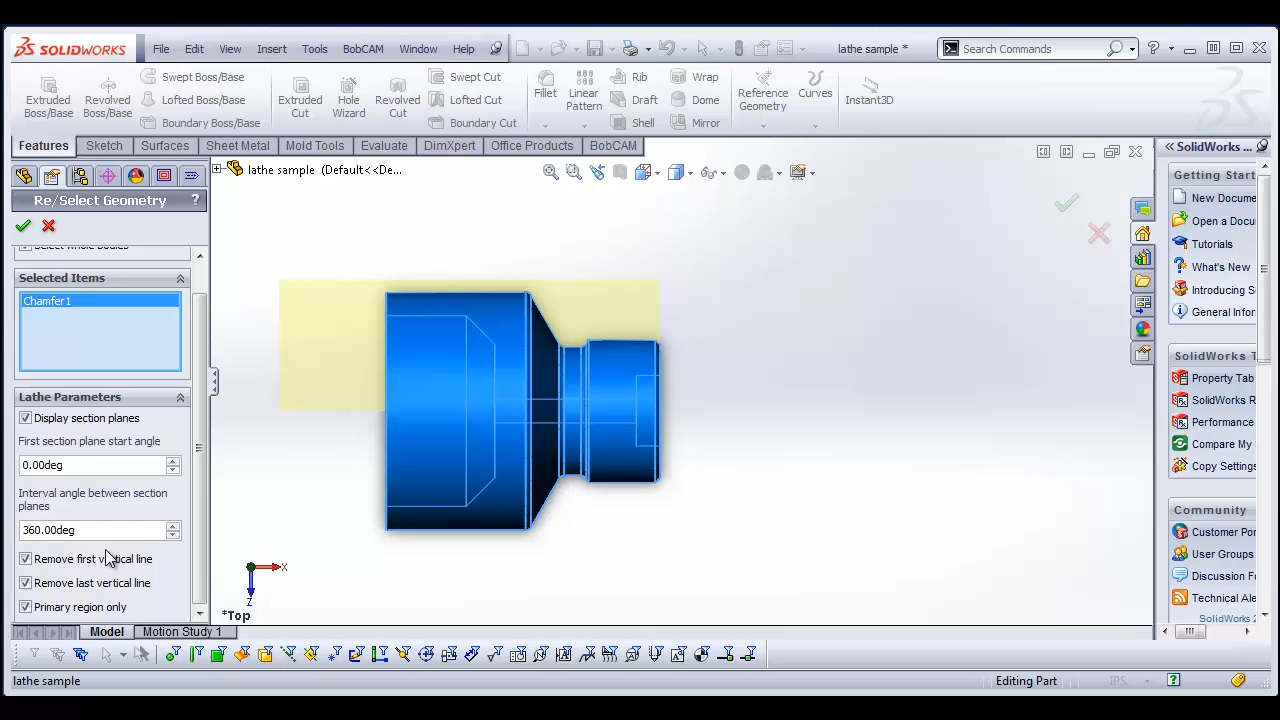 SOLIDWORKS File Edit View Insert Tools BobCAM Window Help lathe sample * Search Commands ?
Extruded Boss/Base
Revolved Boss/Base
Swept Boss/Base
Lofted Boss/Base
Boundary Boss/Base
Extruded Cut
Hole Wizard
Revolved Cut
Swept Cut
Lofted Cut
Boundary Cut
Fillet
Linear Pattern
Rib
Draft
Shell
Wrap
Dome
Mirror
Reference Geometry
Curves
Instant3D
Features Sketch Surfaces Sheet Metal Mold Tools Evaluate DimXpert Office Products BobCAM
SolidWorks ...
lathe sample (Default<<De...
Re/Select Geometry ?
Select whole bodies
Selected Items
Chamfer1
Lathe Parameters
Display section planes
First section plane start angle
0.00deg
Interval angle between section
planes
360.00deg
Remove first vertical line
Remove last vertical line
Primary region only
X
Z
*Top
Getting Start
New Docume
Open a Docu
Tutorials
What's New
Introducing S
General Infor
SolidWorks T
Property Tab
SolidWorks R
Performance
Compare My
Copy Settings
Community
Customer Por
User Groups
Discussion F
Technical Ale
SolidWorks 2
Model Motion Study 1
lathe sample Editing Part IPS ?